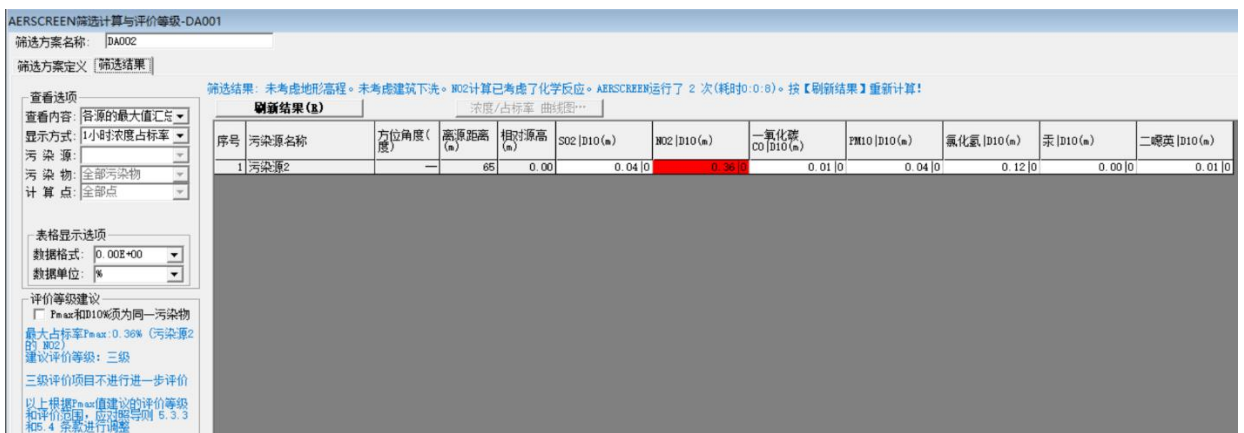 AERSCREEN筛选计算与评价等级-DA001
筛选方案名称: DA002
筛选方案定义 筛选结果
筛选结果: 未考虑地形高程。未考虑建筑下洗。NO2计算已考虑了化学反应。AERSCREEN运行了 2 次(耗时0:0:8)。按【刷新结果】重新计算!
查看选项
查看内容: 各源的最大值汇总
显示方式: 1小时浓度占标率
污 染 源:
污 染 物: 全部污染物
计 算 点: 全部点
刷新结果(R) 浓度/占标率 曲线图…
序号 污染源名称 方位角度(度) 离源距离(m) 相对源高(m) SO2|D10(m) NO2|D10(m) 一氧化碳CO|D10(m) PM10|D10(m) 氯化氢|D10(m) 汞|D10(m) 二噁英|D10(m)
1 污染源2 — 65 0.00 0.04|0 0.36|0 0.01|0 0.04|0 0.12|0 0.00|0 0.01|0
表格显示选项
数据格式: 0.00E+00
数据单位: %
评价等级建议
Pmax和D10%须为同一污染物
最大占标率Pmax:0.36% (污染源2
的 NO2)
建议评价等级: 三级
三级评价项目不进行进一步评价
以上根据Pmax值建议的评价等级
和评价范围, 应对照导则 5.3.3
和5.4 条款进行调整